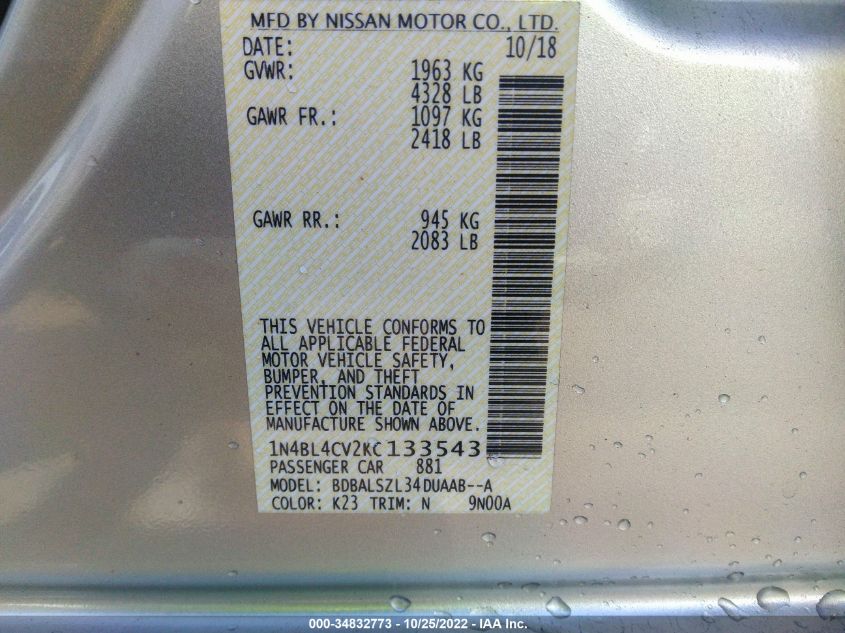 MFD BY NISSAN MOTOR CO., LTD.
DATE: 10/18
GVWR: 1963 KG
4328 LB
GAWR FR.: 1097 KG
2418 LB
GAWR RR.: 945 KG
2083 LB
THIS VEHICLE CONFORMS TO
ALL APPLICABLE FEDERAL
MOTOR VEHICLE SAFETY,
BUMPER, AND THEFT
PREVENTION STANDARDS IN
EFFECT ON THE DATE OF
MANUFACTURE SHOWN ABOVE.
1N4BL4CV2KC133543
PASSENGER CAR 881
MODEL: BDBALSZL34DUAAB--A
COLOR: K23 TRIM: N 9N00A
000-34832773 - 10/25/2022 - IAA Inc.